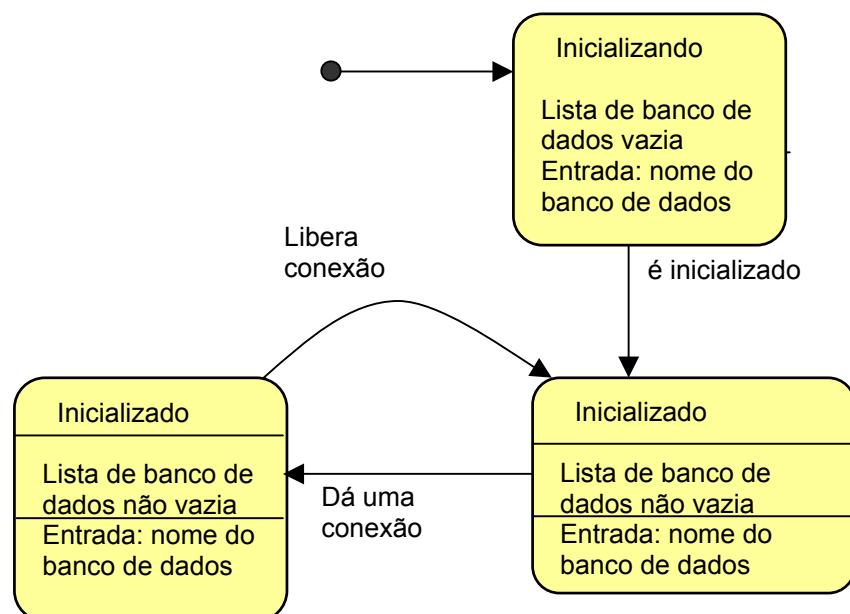 Inicializando
Lista de banco de
dados vazia
Entrada: nome do
banco de dados
Libera
conexão
é inicializado
Inicializado
Lista de banco de
dados não vazia
Entrada: nome do
banco de dados
Dá uma
conexão
Inicializado
Lista de banco de
dados não vazia
Entrada: nome do
banco de dados